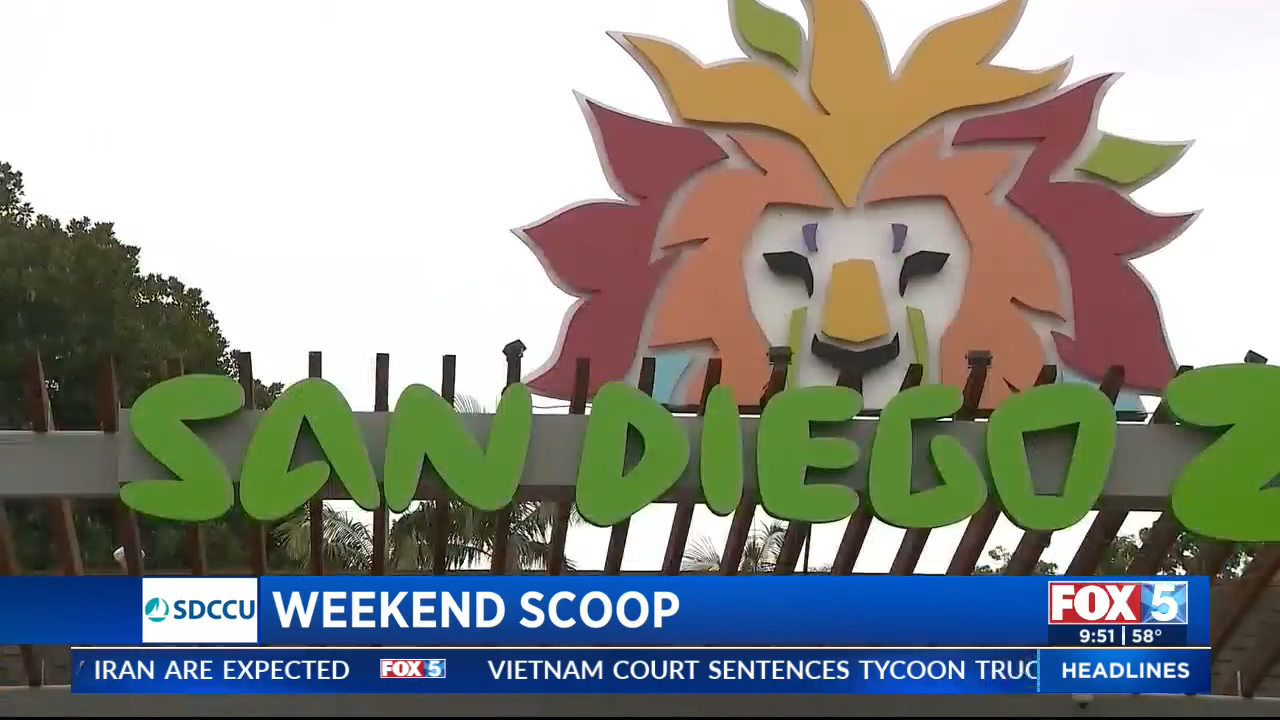 SAN DIEGO Z
SDCCU
WEEKEND SCOOP
FOX 5
9:51 | 58°
IRAN ARE EXPECTED FOX 5 VIETNAM COURT SENTENCES TYCOON TRUC
HEADLINES